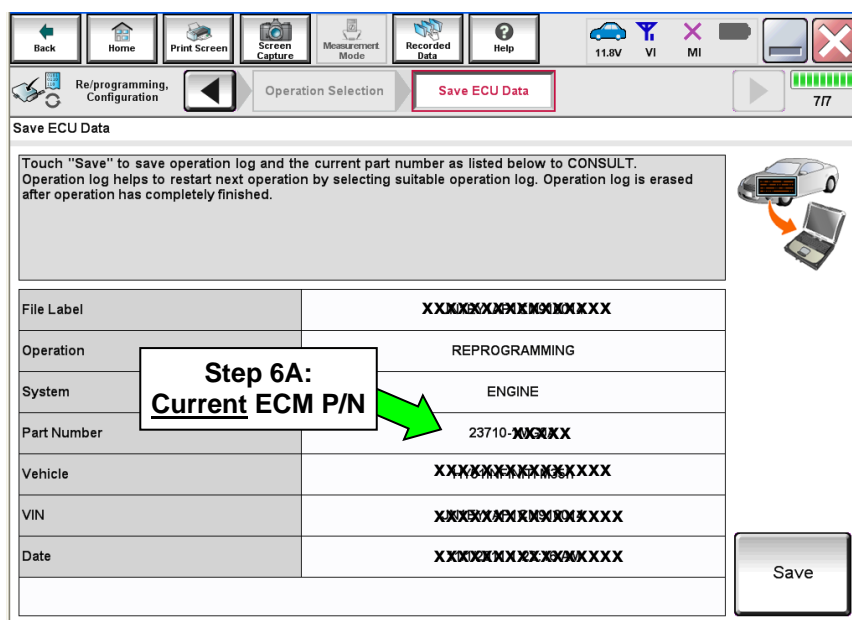 Back
Home
Print Screen
Screen Capture
Measurement Mode
Recorded Data
Help
11.8V
VI
MI
Re/programming, Configuration
Operation Selection
Save ECU Data
7/7
Save ECU Data
Touch "Save" to save operation log and the current part number as listed below to CONSULT.
Operation log helps to restart next operation by selecting suitable operation log. Operation log is erased
after operation has completely finished.
File Label
Operation
REPROGRAMMING
Step 6A:
Current ECM P/N
System
ENGINE
Part Number
23710-
Vehicle
VIN
Date
Save